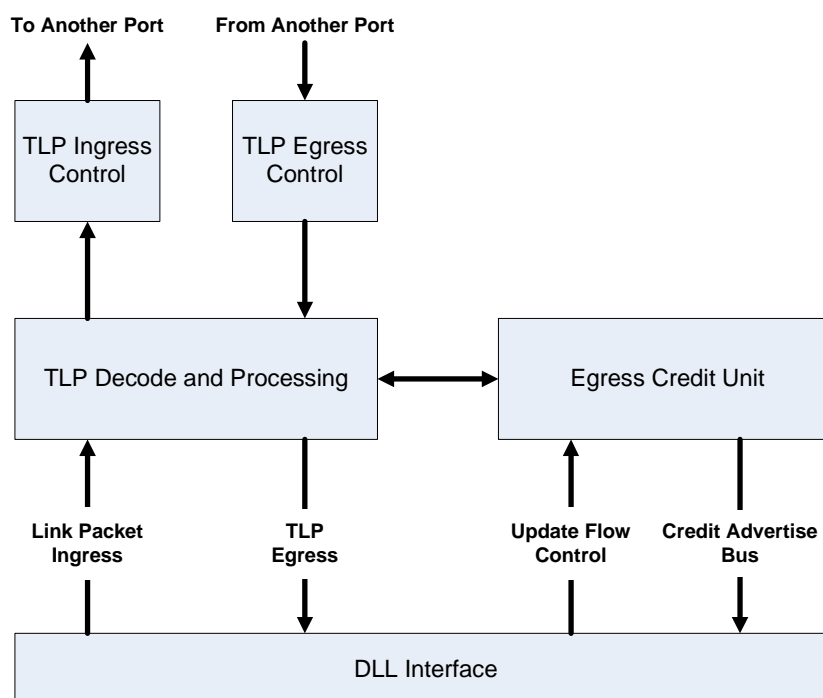 To Another Port
From Another Port
TLP Ingress
Control
TLP Egress
Control
TLP Decode and Processing
Egress Credit Unit
Link Packet
Ingress
TLP
Egress
Update Flow
Control
Credit Advertise
Bus
DLL Interface